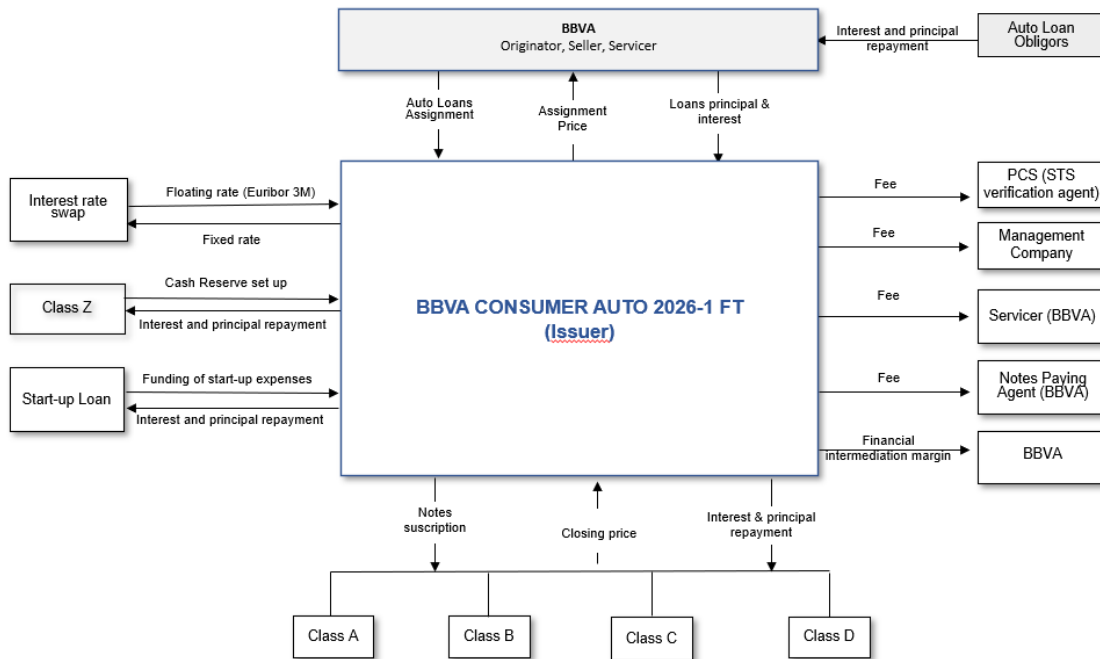 BBVA
Originator, Seller, Servicer
Interest and principal
repayment
Auto Loan
Obligors
Auto Loans
Assignment
Assignment
Price
Loans principal &
interest
Interest rate
swap
Floating rate (Euribor 3M)
Fixed rate
Class Z
Cash Reserve set up
Interest and principal repayment
Start-up Loan
Funding of start-up expenses
Interest and principal repayment
BBVA CONSUMER AUTO 2026-1 FT
(Issuer)
Fee
PCS (STS
verification agent)
Fee
Management
Company
Fee
Servicer (BBVA)
Fee
Notes Paying
Agent (BBVA)
Financial
intermediation margin
BBVA
Notes
suscription
Closing price
Interest & principal
repayment
Class A
Class B
Class C
Class D